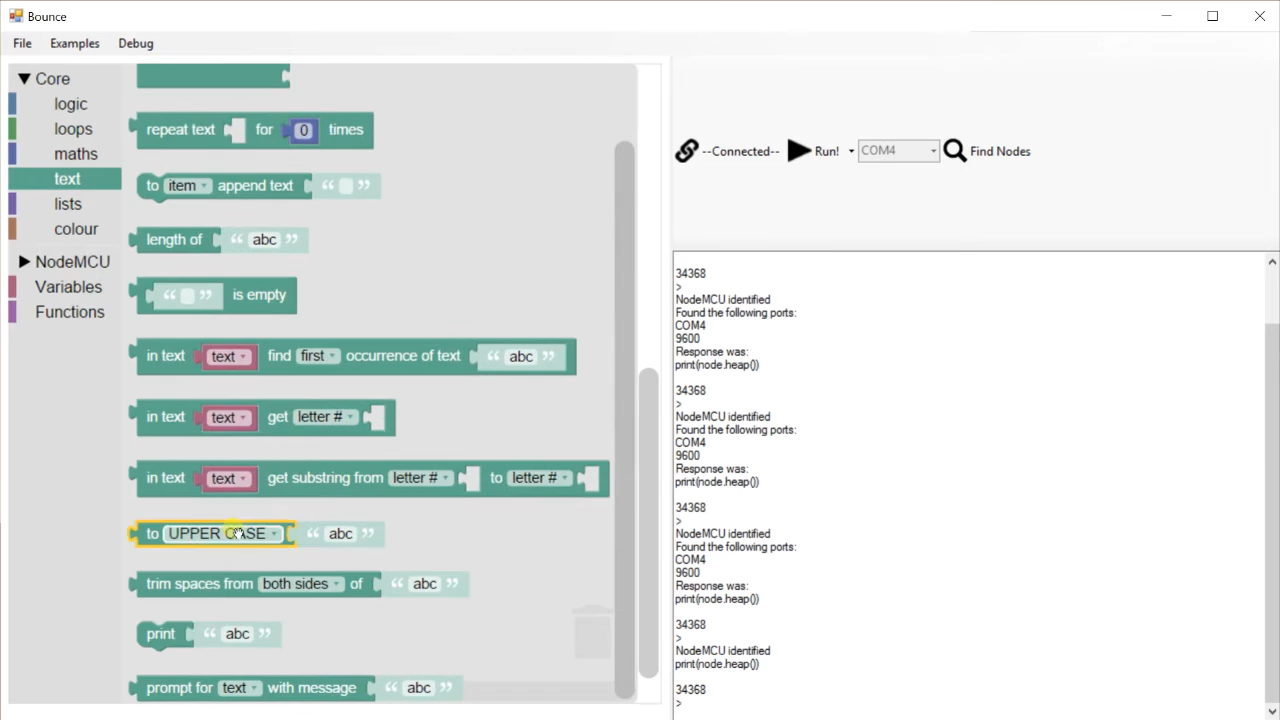 Bounce
File Examples Debug
Core
logic
loops
maths
text
lists
colour
NodeMCU
Variables
Functions
repeat text for 0 times
to item append text “ ”
length of “ abc ”
“ ” is empty
in text text find first occurrence of text “ abc ”
in text text get letter #
in text text get substring from letter # to letter #
to UPPER CASE “ abc ”
trim spaces from both sides of “ abc ”
print “ abc ”
prompt for text with message “ abc ”
--Connected-- Run! COM4 Find Nodes
34368
>
NodeMCU identified
Found the following ports:
COM4
9600
Response was:
print(node.heap())
34368
>
NodeMCU identified
Found the following ports:
COM4
9600
Response was:
print(node.heap())
34368
>
NodeMCU identified
Found the following ports:
COM4
9600
Response was:
print(node.heap())
34368
>
NodeMCU identified
print(node.heap())
34368
>